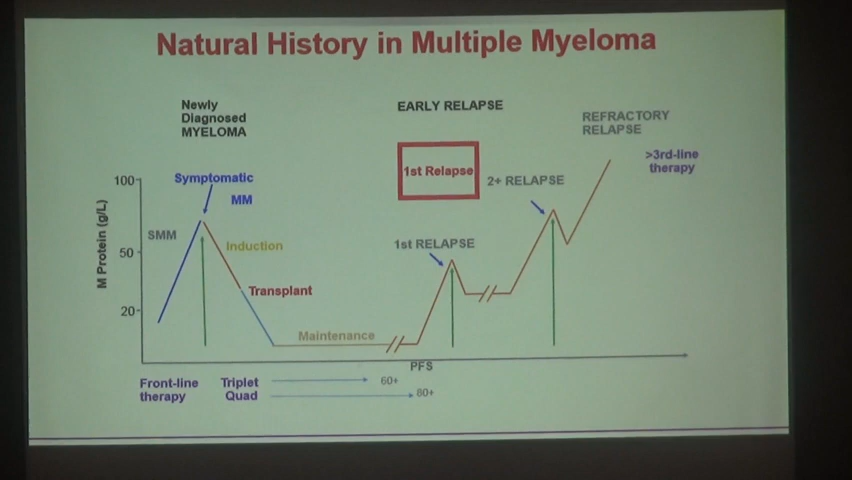 Natural History in Multiple Myeloma
Newly
Diagnosed
MYELOMA
EARLY RELAPSE
REFRACTORY
RELAPSE
1st Relapse
>3rd-line
therapy
100
Symptomatic
MM
2+ RELAPSE
M Protein (g/L)
SMM
50
Induction
1st RELAPSE
Transplant
20
Maintenance
PFS
Front-line
therapy
Triplet
Quad
60+
80+